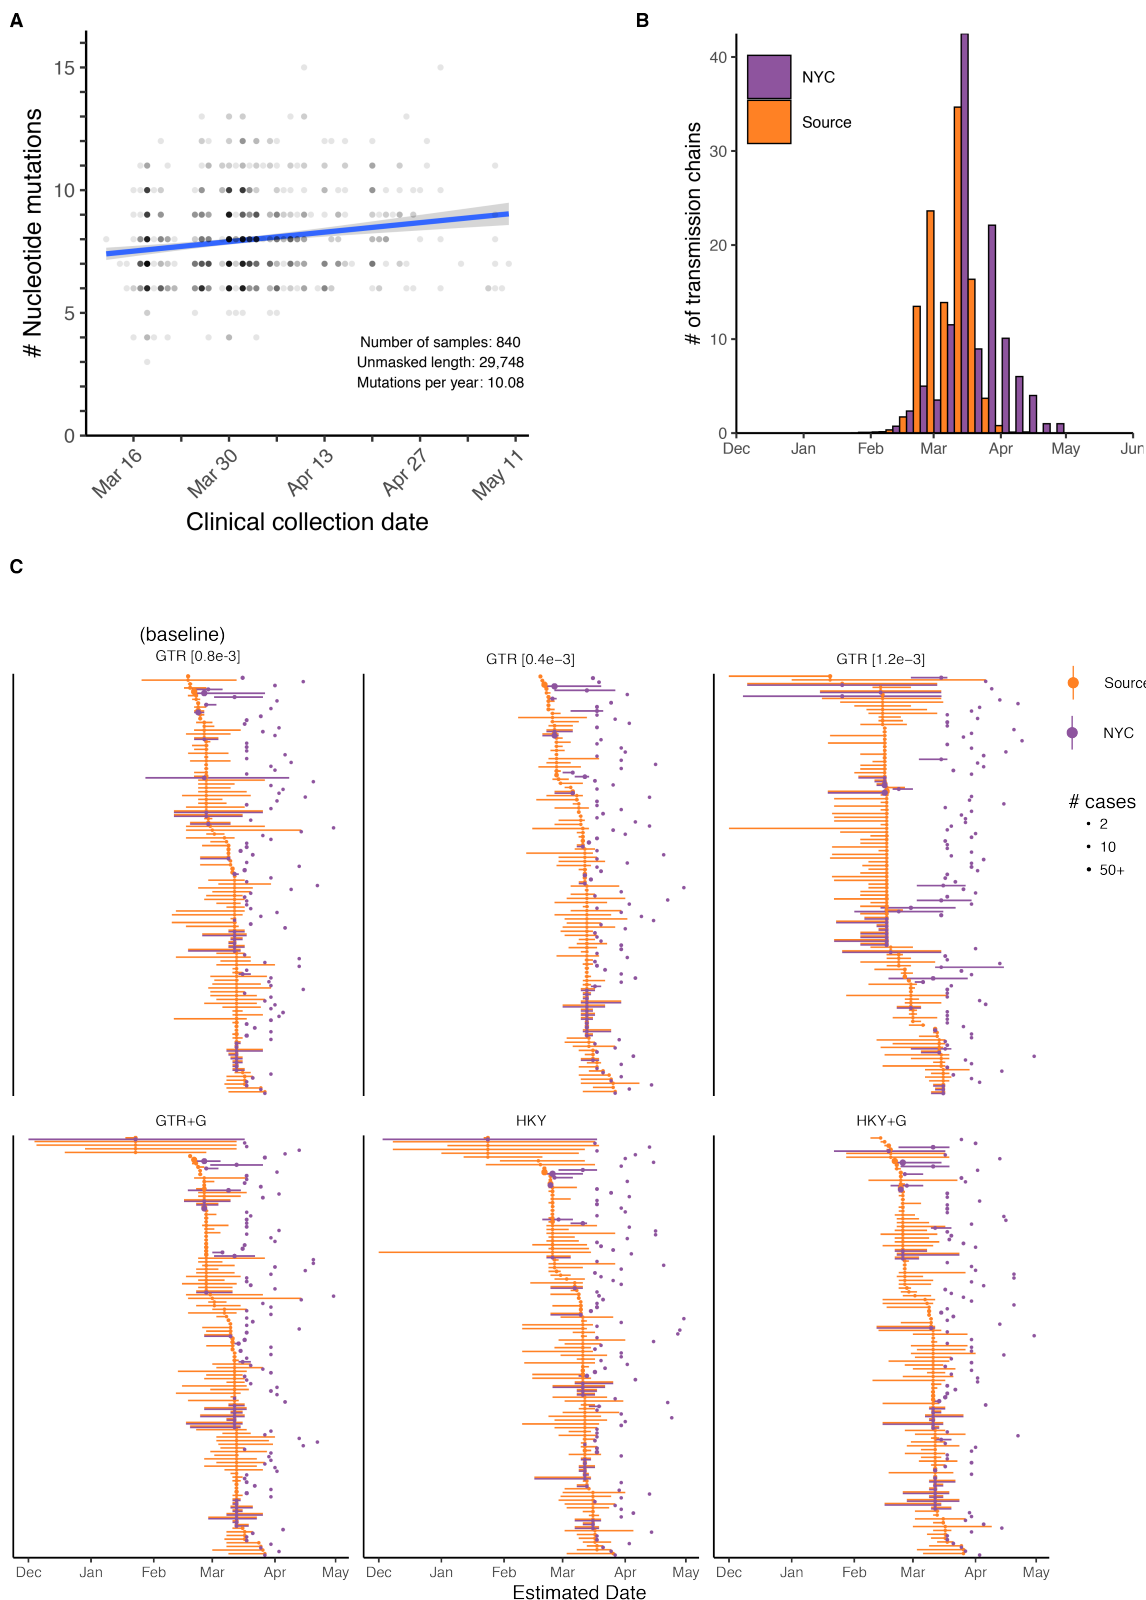 A
# Nucleotide mutations
15
10
5
0
Number of samples: 840
Unmasked length: 29,748
Mutations per year: 10.08
Mar 16
Mar 30
Apr 13
Apr 27
May 11
Clinical collection date
B
# of transmission chains
40
30
20
10
0
NYC
Source
Dec Jan Feb Mar Apr May Jun
C
(baseline)
GTR [0.8e-3]
GTR [0.4e−3]
GTR [1.2e−3]
Source
NYC
# cases
2
10
50+
GTR+G
HKY
HKY+G
Dec Jan Feb Mar Apr May
Dec Jan Feb Mar Apr May
Dec Jan Feb Mar Apr May
Estimated Date